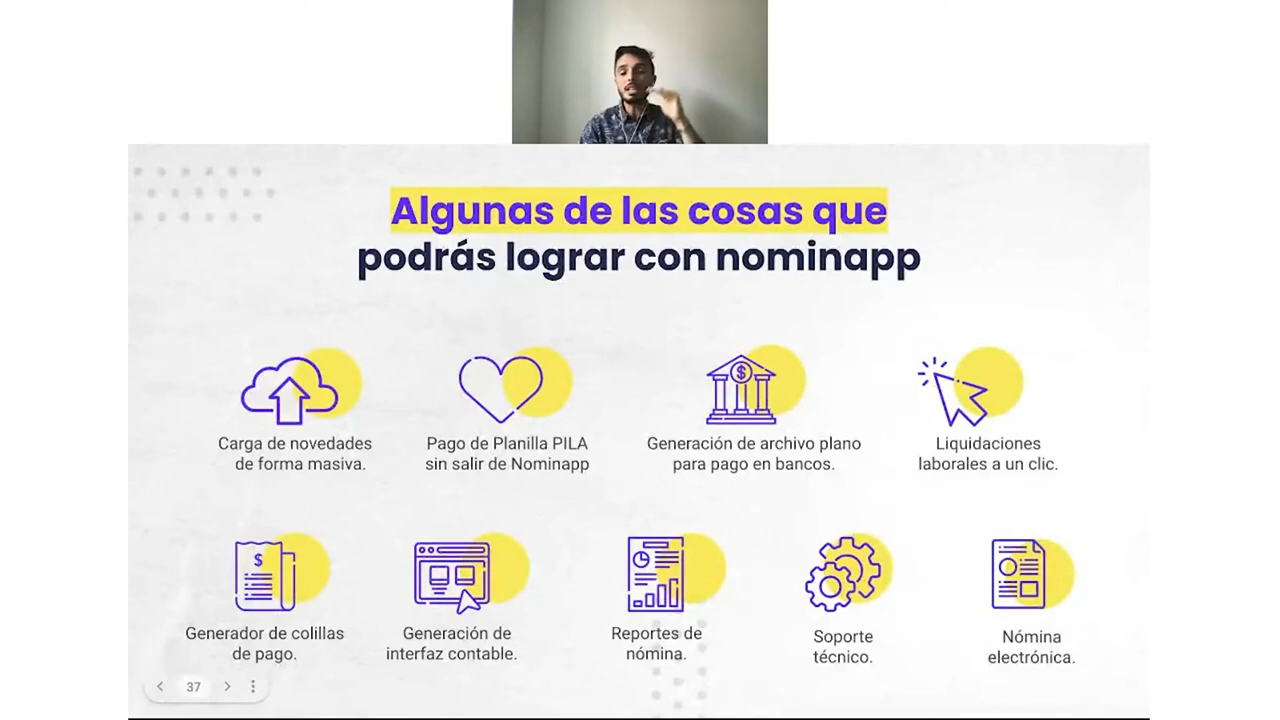 Algunas de las cosas que
podrás lograr con nominapp
Carga de novedades
de forma masiva.
Pago de Planilla PILA
sin salir de Nominapp
$
Generación de archivo plano
para pago en bancos.
Liquidaciones
laborales a un clic.
$
Generador de colillas
de pago.
Generación de
interfaz contable.
Reportes de
nómina.
Soporte
técnico.
Nómina
electrónica.
37